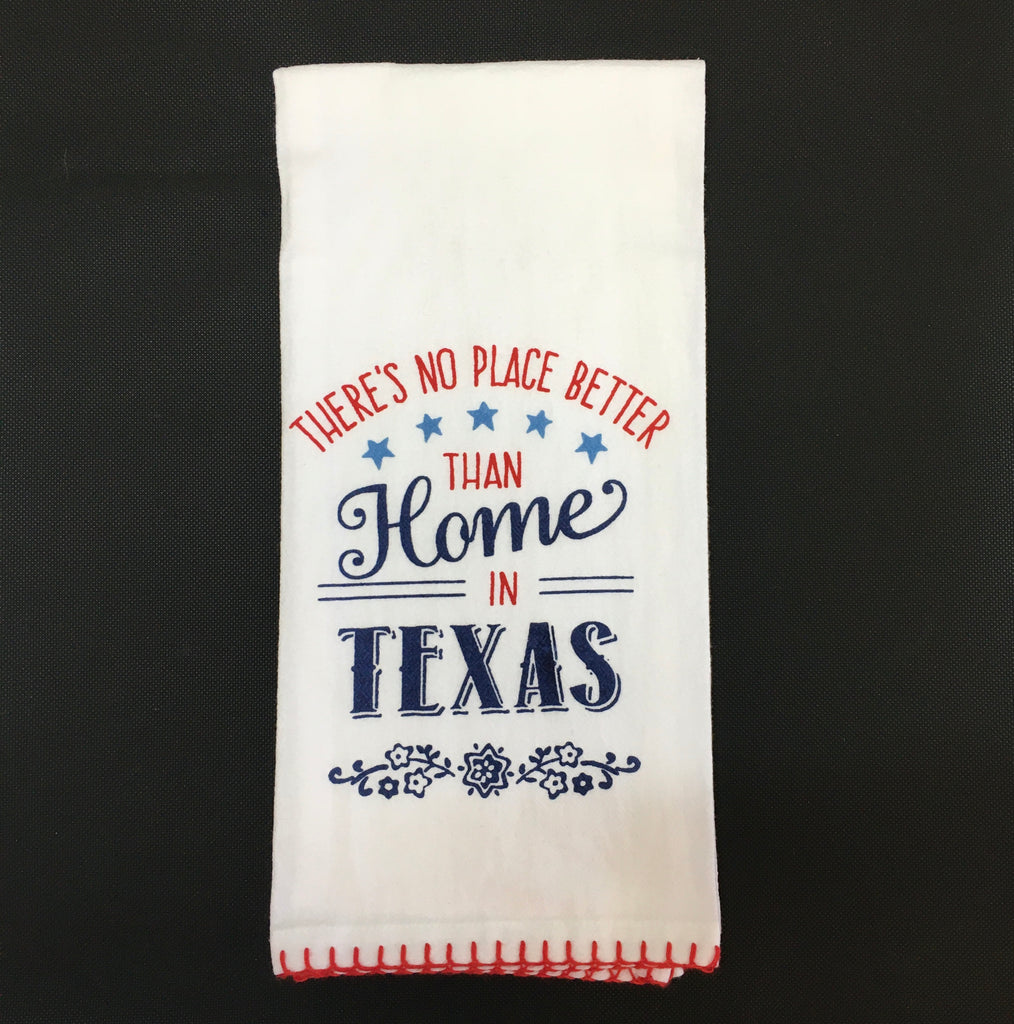 THERE'S NO PLACE BETTER
THAN
Home
IN
TEXAS